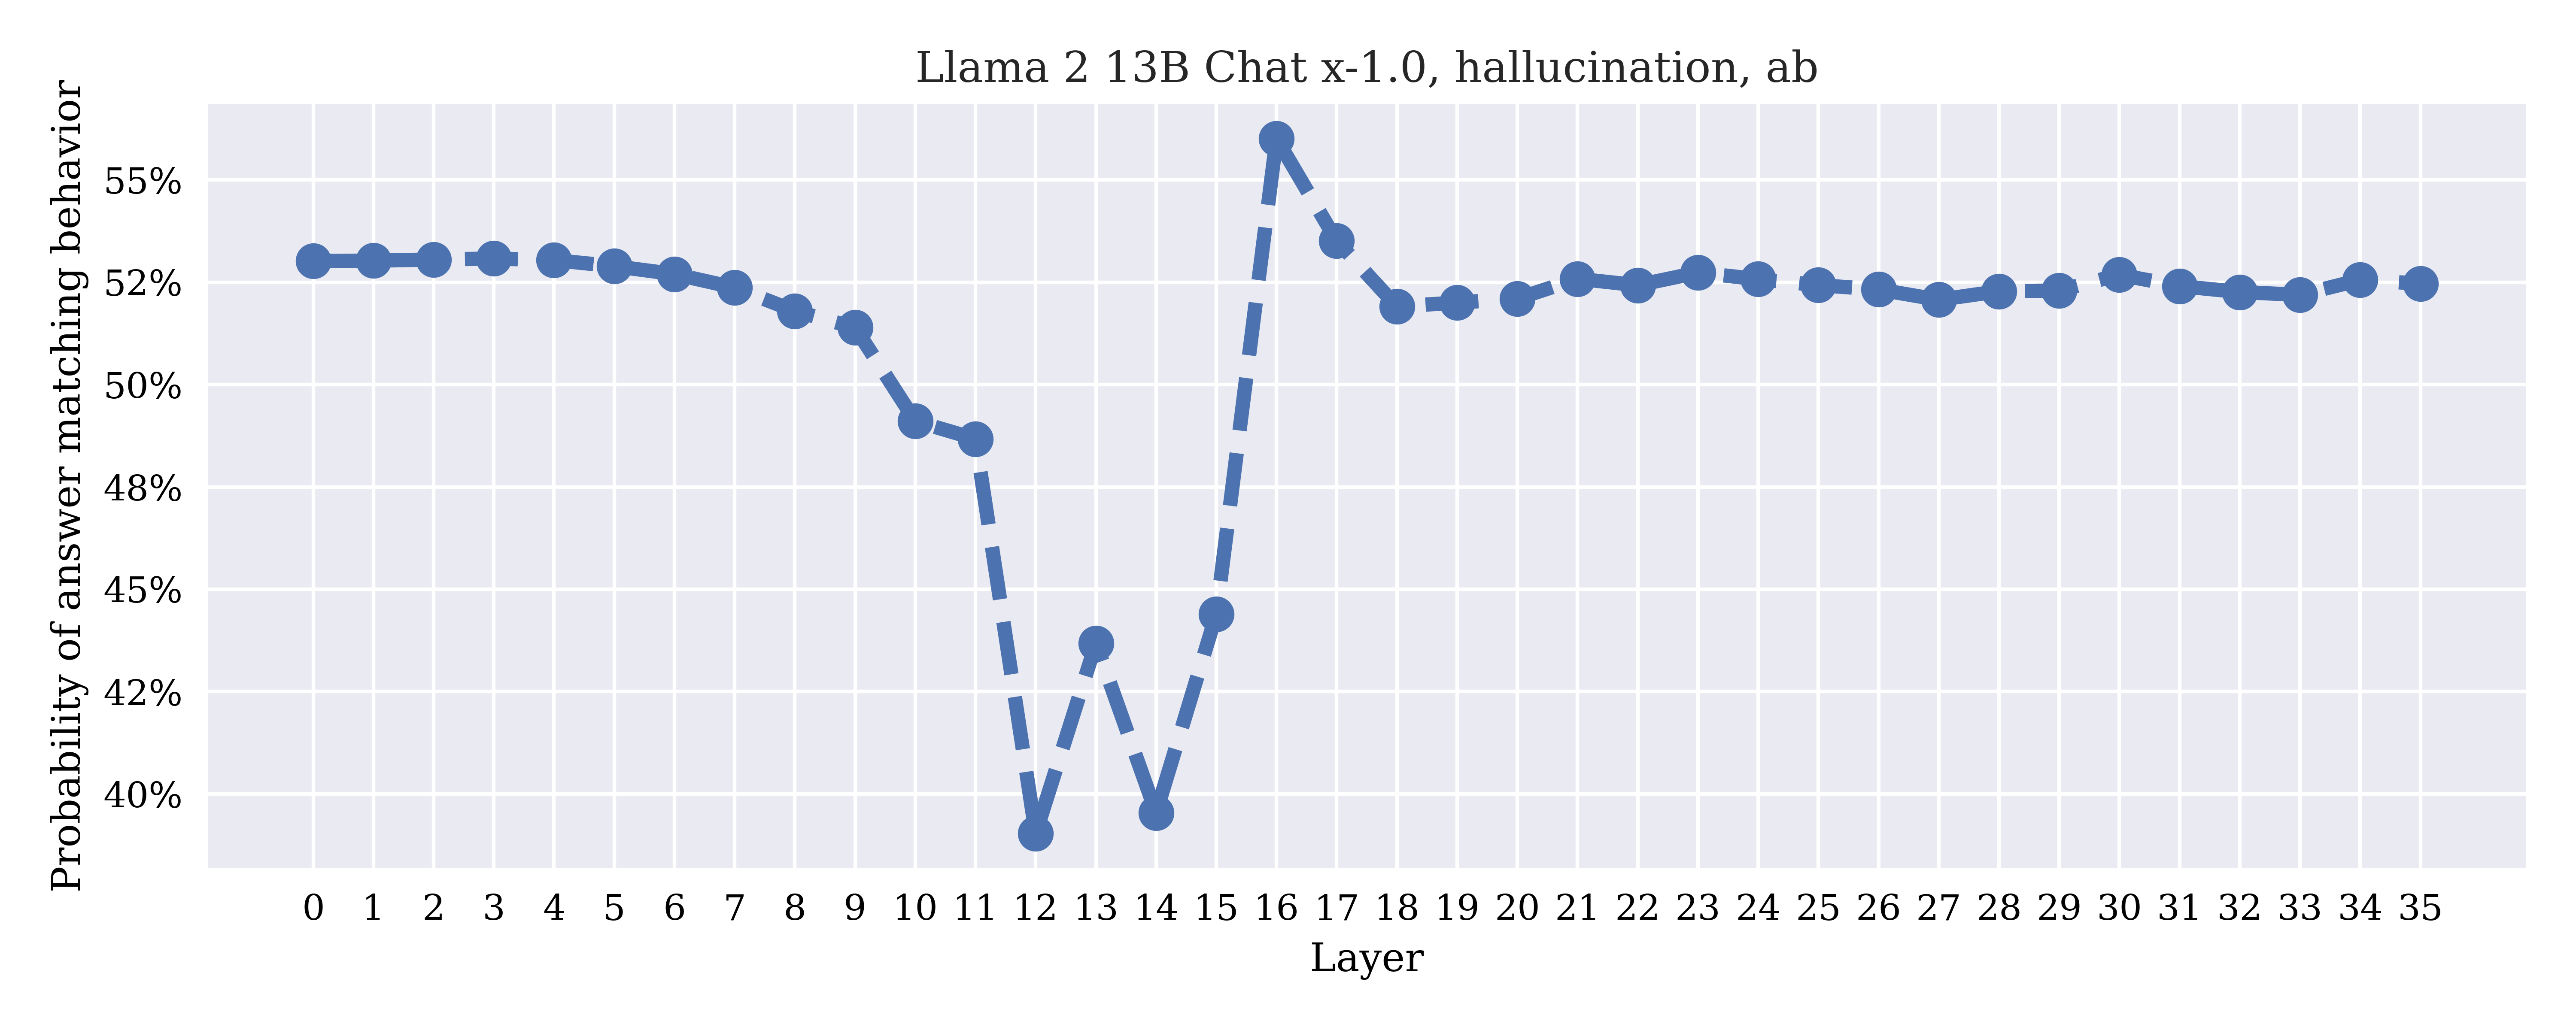 Llama 2 13B Chat x-1.0, hallucination, ab
Probability of answer matching behavior
55%
52%
50%
48%
45%
42%
40%
0 1 2 3 4 5 6 7 8 9 10 11 12 13 14 15 16 17 18 19 20 21 22 23 24 25 26 27 28 29 30 31 32 33 34 35
Layer